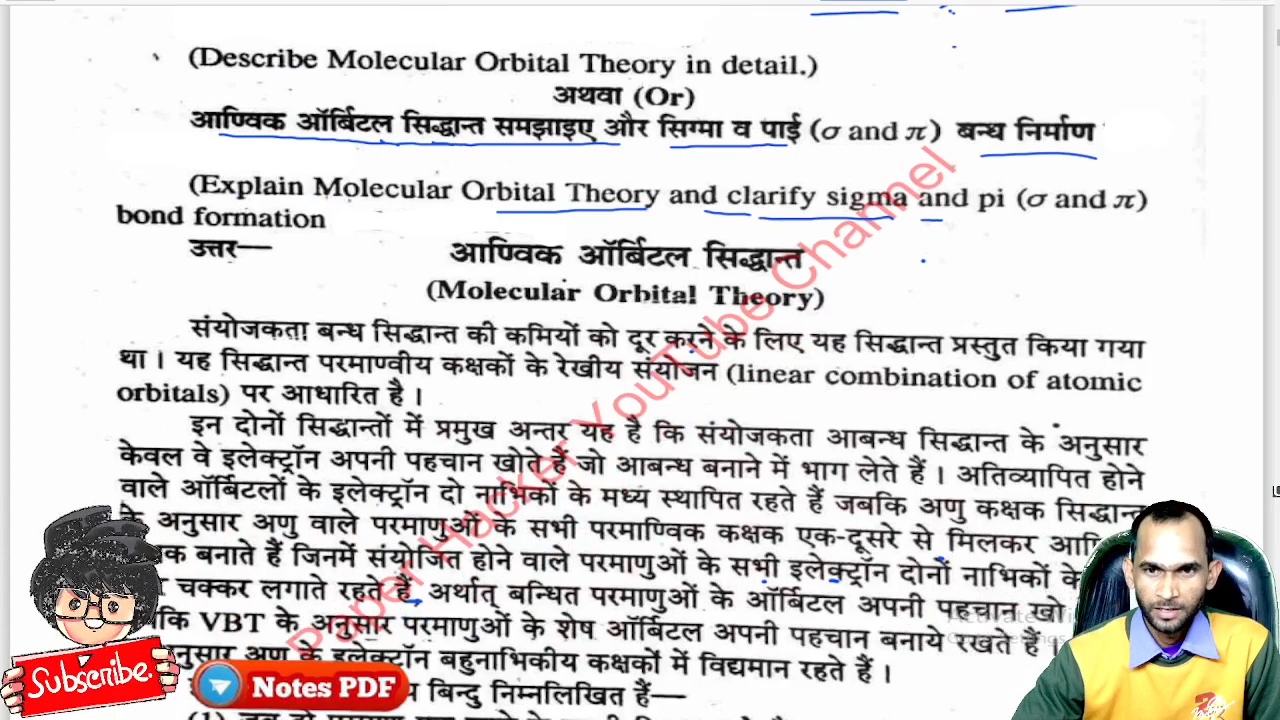 (Describe Molecular Orbital Theory in detail.)
अथवा (Or)
आण्विक ऑर्बिटल सिद्धान्त समझाइए और सिग्मा व पाई (σ and π) बन्ध निर्माण
(Explain Molecular Orbital Theory and clarify sigma and pi (σ and π)
bond formation
उत्तर—
आण्विक ऑर्बिटल सिद्धान्त
(Molecular Orbital Theory)
संयोजकता बन्ध सिद्धान्त की कमियों को दूर करने के लिए यह सिद्धान्त प्रस्तुत किया गया
था। यह सिद्धान्त परमाण्वीय कक्षकों के रेखीय संयोजन (linear combination of atomic
orbitals) पर आधारित है।
इन दोनों सिद्धान्तों में प्रमुख अन्तर यह है कि संयोजकता आबन्ध सिद्धान्त के अनुसार
केवल वे इलेक्ट्रॉन अपनी पहचान खोते हैं जो आबन्ध बनाने में भाग लेते हैं। अतिव्यापित होने
वाले ऑर्बिटलों के इलेक्ट्रॉन दो नाभिकों के मध्य स्थापित रहते हैं जबकि अणु कक्षक सिद्धान्त
के अनुसार अणु वाले परमाणुओं के सभी परमाण्विक कक्षक एक-दूसरे से मिलकर
बनाते हैं जिनमें संयोजित होने वाले परमाणुओं के सभी इलेक्ट्रॉन दोनों नाभिकों के
चक्कर लगाते रहते हैं, अर्थात् बन्धित परमाणुओं के ऑर्बिटल अपनी पहचान खो
VBT के अनुसार परमाणुओं के शेष ऑर्बिटल अपनी पहचान बनाये रखते हैं।
अणु के इलेक्ट्रॉन बहुनाभिकीय कक्षकों में विद्यमान रहते हैं।
बिन्दु निम्नलिखित हैं—
Paper Hacker YouTube Channel
Subscribe.
Notes PDF